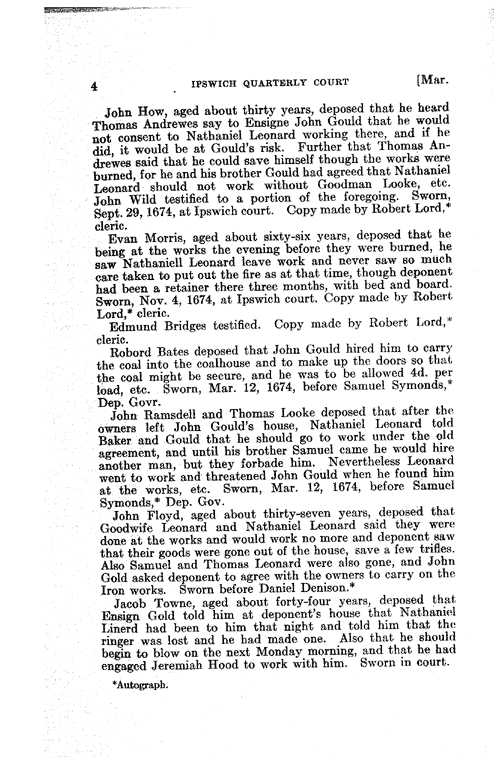 4 IPSWICH QUARTERLY COURT [Mar.
John How, aged about thirty years, deposed that he heard
Thomas Andrewes say to Ensigne John Gould that he would
not consent to Nathaniel Leonard working there, and if he
did, it would be at Gould's risk. Further that Thomas An-
drewes said that he could save himself though the works were
burned, for he and his brother Gould had agreed that Nathaniel
Leonard should not work without Goodman Looke, etc.
John Wild testified to a portion of the foregoing. Sworn,
Sept. 29, 1674, at Ipswich court. Copy made by Robert Lord,*
cleric.
Evan Morris, aged about sixty-six years, deposed that he
being at the works the evening before they were burned, he
saw Nathaniell Leonard leave work and never saw so much
care taken to put out the fire as at that time, though deponent
had been a retainer there three months, with bed and board.
Sworn, Nov. 4, 1674, at Ipswich court. Copy made by Robert
Lord,* cleric.
Edmund Bridges testified. Copy made by Robert Lord,*
cleric.
Robord Bates deposed that John Gould hired him to carry
the coal into the coalhouse and to make up the doors so that
the coal might be secure, and he was to be allowed 4d. per
load, etc. Sworn, Mar. 12, 1674, before Samuel Symonds,*
Dep. Govr.
John Ramsdell and Thomas Looke deposed that after the
owners left John Gould's house, Nathaniel Leonard told
Baker and Gould that he should go to work under the old
agreement, and until his brother Samuel came he would hire
another man, but they forbade him. Nevertheless Leonard
went to work and threatened John Gould when he found him
at the works, etc. Sworn, Mar. 12, 1674, before Samuel
Symonds,* Dep. Gov.
John Floyd, aged about thirty-seven years, deposed that
Goodwife Leonard and Nathaniel Leonard said they were
done at the works and would work no more and deponent saw
that their goods were gone out of the house, save a few trifles.
Also Samuel and Thomas Leonard were also gone, and John
Gold asked deponent to agree with the owners to carry on the
Iron works. Sworn before Daniel Denison.*
Jacob Towne, aged about forty-four years, deposed that
Ensign Gold told him at deponent's house that Nathaniel
Linerd had been to him that night and told him that the
ringer was lost and he had made one. Also that he should
begin to blow on the next Monday morning, and that he had
engaged Jeremiah Hood to work with him. Sworn in court.
*Autograph.